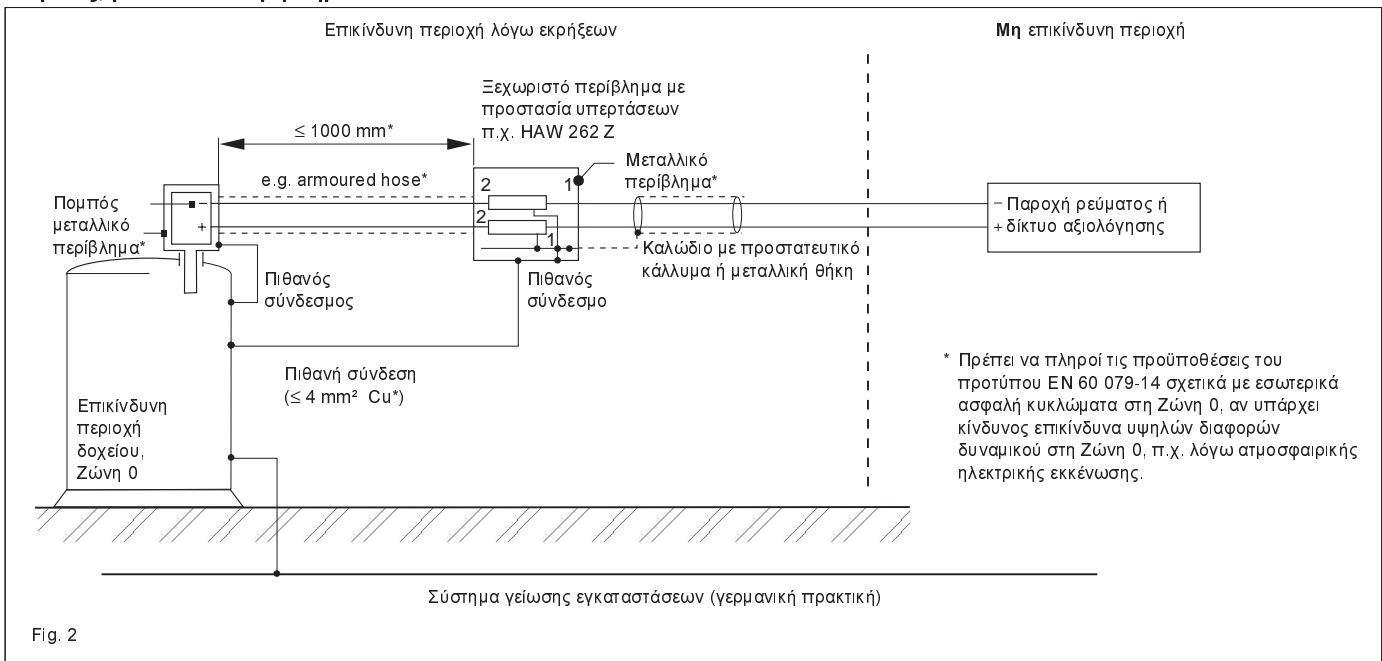 Επικίνδυνη περιοχή λόγω εκρήξεων
Μη επικίνδυνη περιοχή
Ξεχωριστό περίβλημα με
προστασία υπερτάσεων
π.χ. HAW 262 Z
≤ 1000 mm*
e.g. armoured hose*
2
1
Μεταλλικό
περίβλημα*
Πομπός
μεταλλικό
περίβλημα*
−
+
2
1
− Παροχή ρεύματος ή
+ δίκτυο αξιολόγησης
Καλώδιο με προστατευτικό
κάλλυμα ή μεταλλική θήκη
Πιθανός
σύνδεσμος
Πιθανός
σύνδεσμο
Πιθανή σύνδεση
(≤ 4 mm² Cu*)
Επικίνδυνη
περιοχή
δοχείου,
Ζώνη 0
* Πρέπει να πληροί τις προϋποθέσεις του
προτύπου EN 60 079-14 σχετικά με εσωτερικά
ασφαλή κυκλώματα στη Ζώνη 0, αν υπάρχει
κίνδυνος επικίνδυνα υψηλών διαφορών
δυναμικού στη Ζώνη 0, π.χ. λόγω ατμοσφαιρικής
ηλεκτρικής εκκένωσης.
Σύστημα γείωσης εγκαταστάσεων (γερμανική πρακτική)
Fig. 2